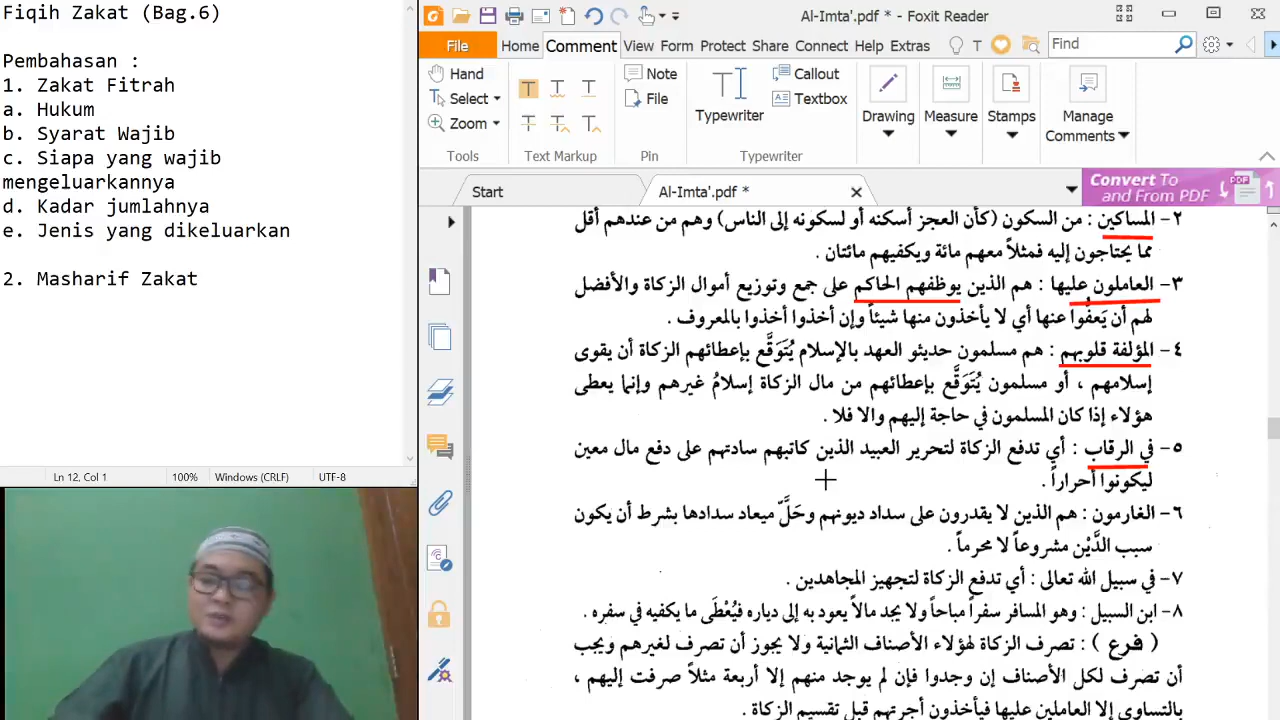 Fiqih Zakat (Bag.6)
Pembahasan :
1. Zakat Fitrah
a. Hukum
b. Syarat Wajib
c. Siapa yang wajib
mengeluarkannya
d. Kadar jumlahnya
e. Jenis yang dikeluarkan
2. Masharif Zakat
Ln 12, Col 1
100%
Windows (CRLF)
UTF-8
Al-Imta'.pdf * - Foxit Reader
File
Home
Comment
View
Form
Protect
Share
Connect
Help
Extras
Find
Hand
Select
Zoom
Tools
Text Markup
Note
File
Pin
Typewriter
Callout
Textbox
Typewriter
Drawing
Measure
Stamps
Manage
Comments
Start
Al-Imta'.pdf *
Convert To
and From PDF
PDF
٢- المساكين : من السكون (كأن العجز أسكنه أو لسكونه إلى الناس) وهم من عندهم أقل
مما يحتاجون إليه فمثلاً معهم مائة ويكفيهم مائتان .
٣- العاملون عليها : هم الذين يوظفهم الحاكم على جمع وتوزيع أموال الزكاة والأفضل
لهم أن يَعفُوا عنها أي لا يأخذون منها شيئاً وإن أخذوا أخذوا بالمعروف .
٤- المؤلفة قلوبهم : هم مسلمون حديثو العهد بالإسلام يُتَوَقَّع بإعطائهم الزكاة أن يقوى
إسلامهم ، أو مسلمون يُتَوَقَّع بإعطائهم من مال الزكاة إسلامُ غيرهم وإنما يعطى
هؤلاء إذا كان المسلمون في حاجة إليهم والا فلا .
٥- في الرقاب : أي تدفع الزكاة لتحرير العبيد الذين كاتبهم سادتهم على دفع مال معين
ليكونوا أحراراً .
٦- الغارمون : هم الذين لا يقدرون على سداد ديونهم وحَلَّ ميعاد سدادها بشرط أن يكون
سبب الدَّيْن مشروعاً لا محرماً .
٧- في سبيل الله تعالى : أي تدفع الزكاة لتجهيز المجاهدين .
٨- ابن السبيل : وهو المسافر سفراً مباحاً ولا يجد مالاً يعود به إلى دياره فيُعْطَى ما يكفيه في سفره .
( فرع ) : تصرف الزكاة لهؤلاء الأصناف الثمانية ولا يجوز أن تصرف لغيرهم ويجب
أن تصرف لكل الأصناف إن وجدوا فإن لم يوجد منهم إلا أربعة مثلاً صرفت إليهم ،
بالتساوي إلا العاملين عليها فيأخذون أجرتهم قبل تقسيم الزكاة .